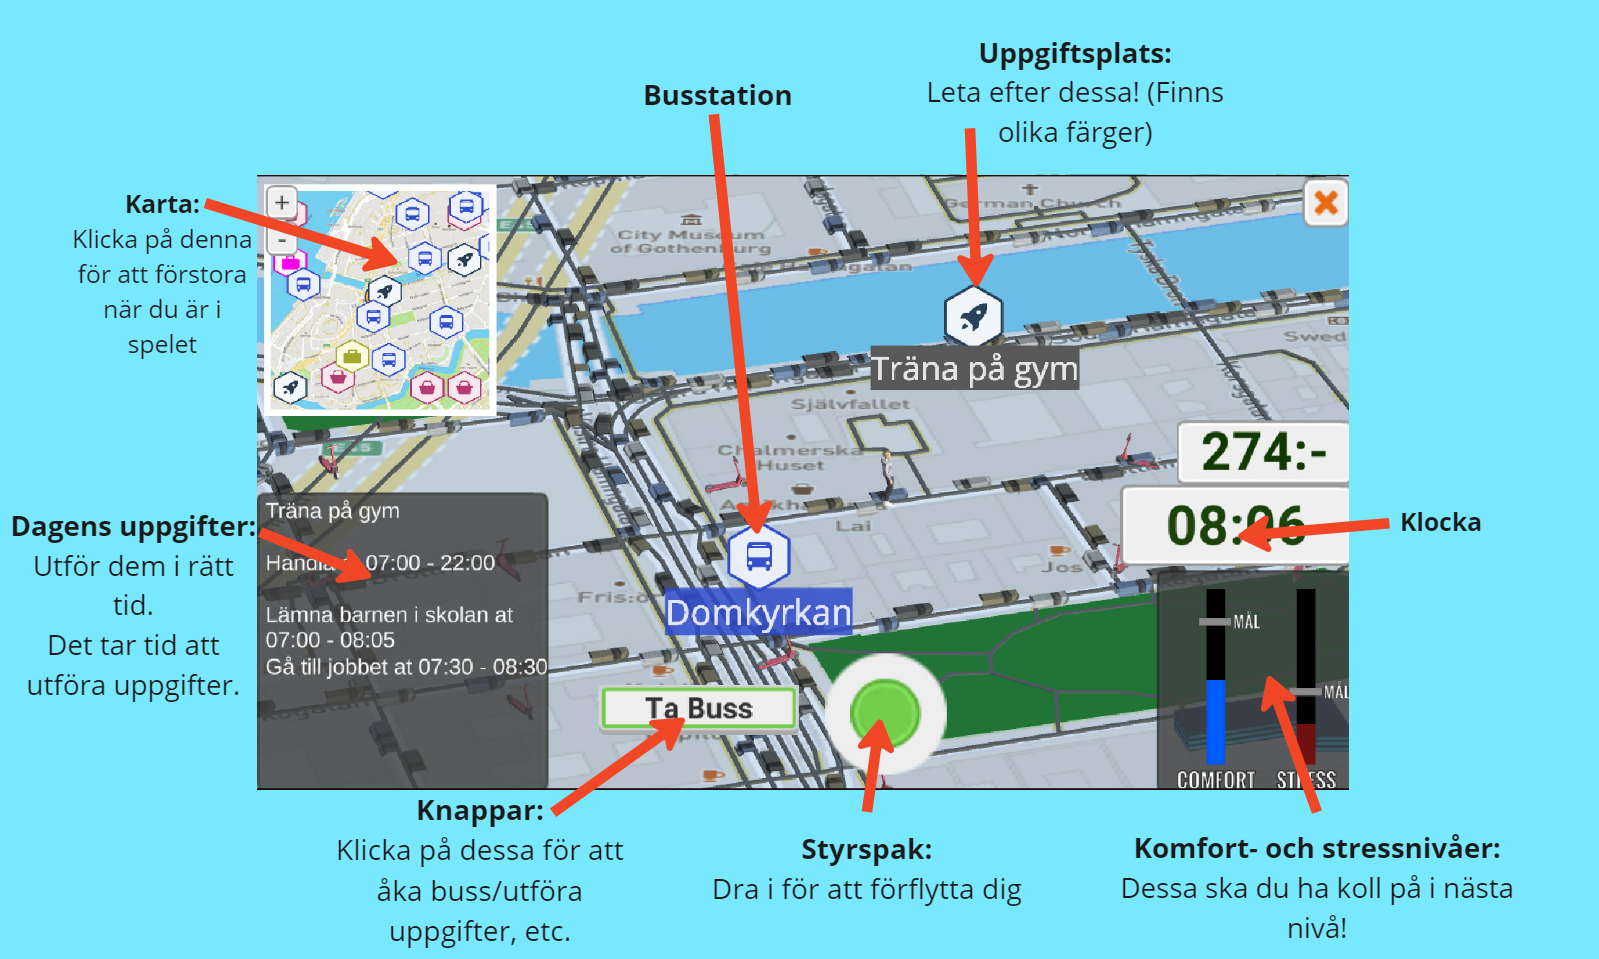 Uppgiftsplats:
Leta efter dessa! (Finns
olika färger)
Busstation
Karta:
Klicka på denna
för att förstora
när du är i
spelet
+
-
German Church
City Museum
of Gothenburg
Träna på gym
Självfallet
Chalmerska
Huset
Lai
Jos
274:-
08:06
Klocka
Dagens uppgifter:
Utför dem i rätt
tid.
Det tar tid att
utföra uppgifter.
Träna på gym
Handla at 07:00 - 22:00
Lämna barnen i skolan at
07:00 - 08:05
Gå till jobbet at 07:30 - 08:30
Domkyrkan
Ta Buss
MÅL
MÅL
COMFORT
STRESS
Knappar:
Klicka på dessa för att
åka buss/utföra
uppgifter, etc.
Styrspak:
Dra i för att förflytta dig
Komfort- och stressnivåer:
Dessa ska du ha koll på i nästa
nivå!